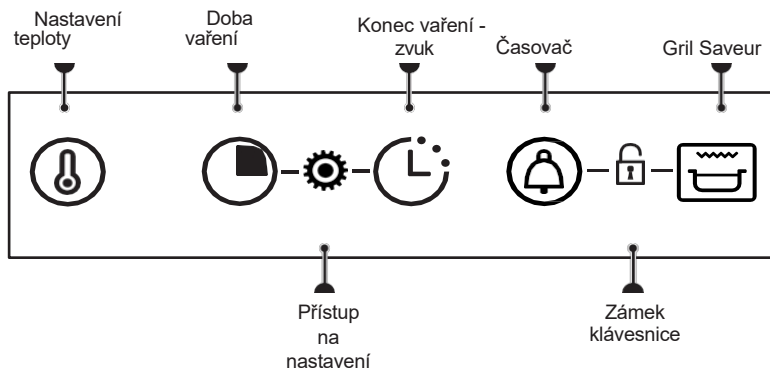 Nastavení
teploty
Doba
vaření
Konec vaření -
zvuk
Časovač
Gril Saveur
Přístup
na
nastavení
Zámek
klávesnice